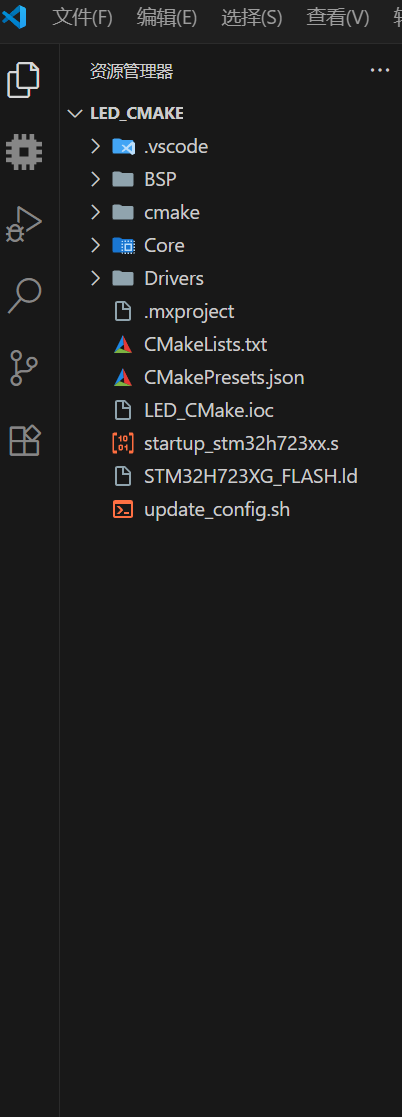 文件(F) 编辑(E) 选择(S) 查看(V)
资源管理器
LED_CMAKE
.vscode
BSP
cmake
Core
Drivers
.mxproject
CMakeLists.txt
CMakePresets.json
LED_CMake.ioc
startup_stm32h723xx.s
STM32H723XG_FLASH.ld
update_config.sh